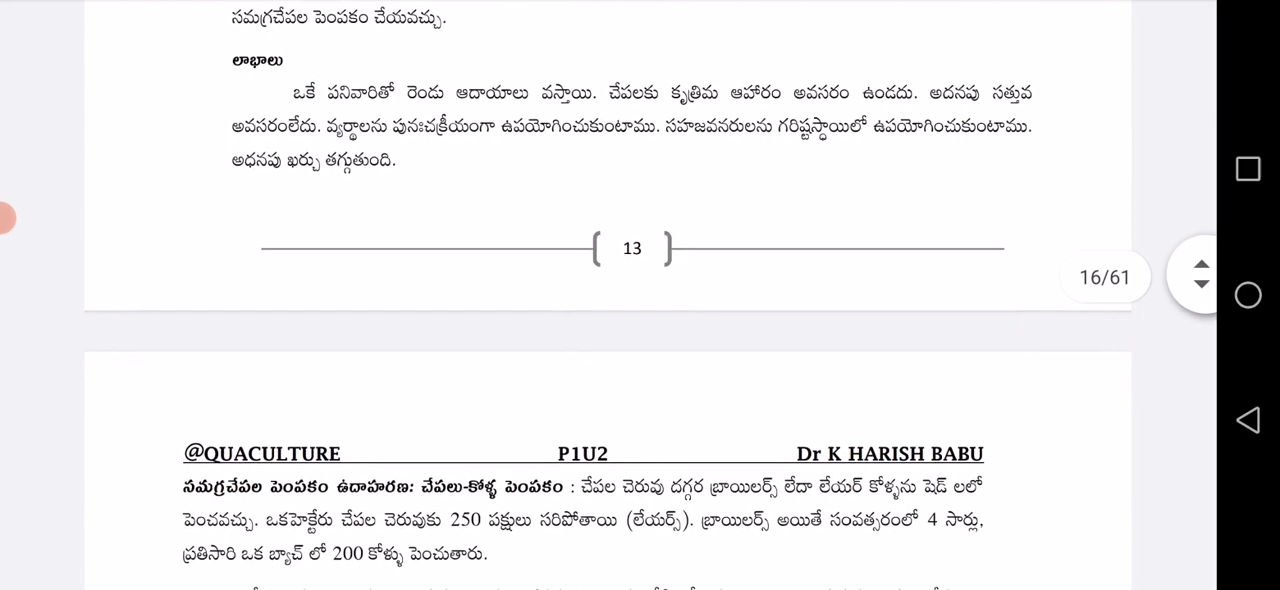 సమగ్రచేపల పెంపకం చేయవచ్చు.
లాభాలు
ఒకే పనివారితో రెండు ఆదాయాలు వస్తాయి. చేపలకు కృత్రిమ ఆహారం అవసరం ఉండదు. అదనపు సత్తువ
అవసరంలేదు. వ్యర్థాలను పునఃచక్రీయంగా ఉపయోగించుకుంటాము. సహజవనరులను గరిష్టస్థాయిలో ఉపయోగించుకుంటాము.
అధనపు ఖర్చు తగ్గుతుంది.
13
16/61
@QUACULTURE P1U2 Dr K HARISH BABU
సమగ్రచేపల పెంపకం ఉదాహరణ: చేపలు-కోళ్ళ పెంపకం : చేపల చెరువు దగ్గర బ్రాయిలర్స్ లేదా లేయర్ కోళ్ళను షెడ్ లలో
పెంచవచ్చు. ఒకహెక్టేరు చేపల చెరువుకు 250 పక్షులు సరిపోతాయి (లేయర్స్). బ్రాయిలర్స్ అయితే సంవత్సరంలో 4 సార్లు,
ప్రతిసారి ఒక బ్యాచ్ లో 200 కోళ్ళు పెంచుతారు.